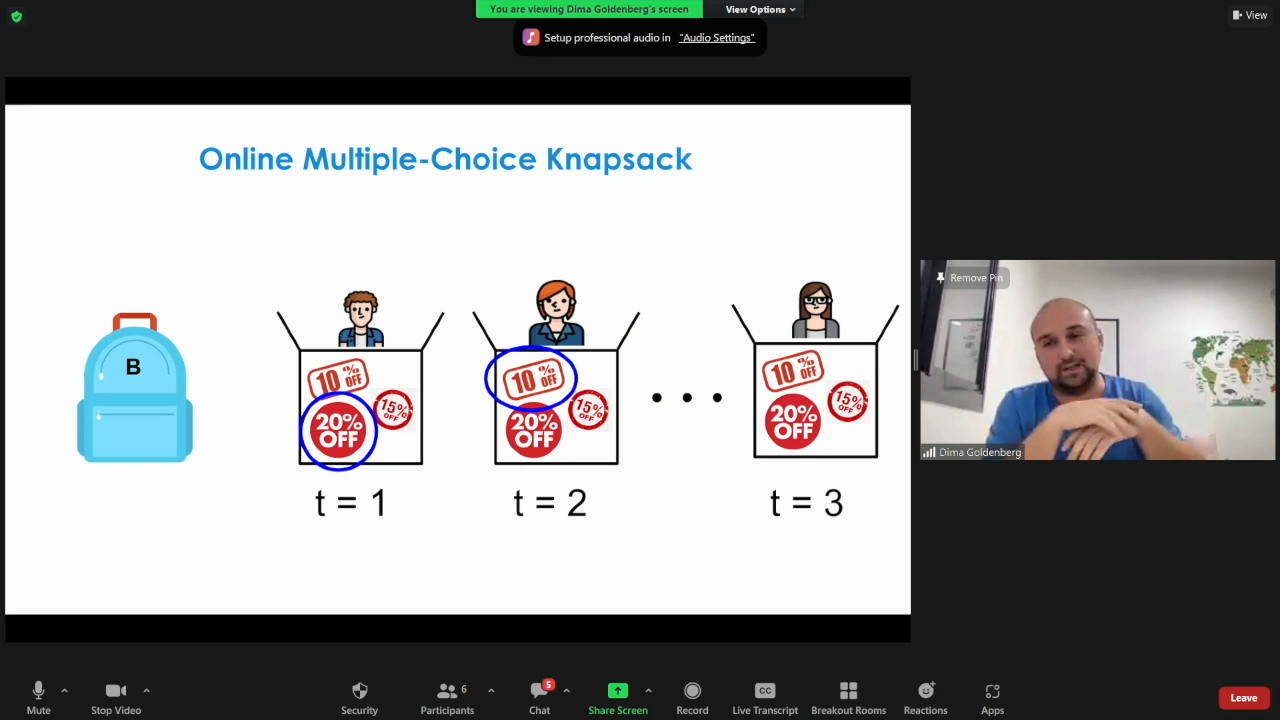 You are viewing Dima Goldenberg's screen
View Options
View
Setup professional audio in "Audio Settings"
Online Multiple-Choice Knapsack
B
10 % OFF
15% OFF
20% OFF
10 % OFF
15% OFF
20% OFF
10 % OFF
15% OFF
20% OFF
t = 1
t = 2
t = 3
Remove Pin
Dima Goldenberg
Mute
Stop Video
Security
6
Participants
5
Chat
Share Screen
Record
CC
Live Transcript
Breakout Rooms
Reactions
Apps
Leave